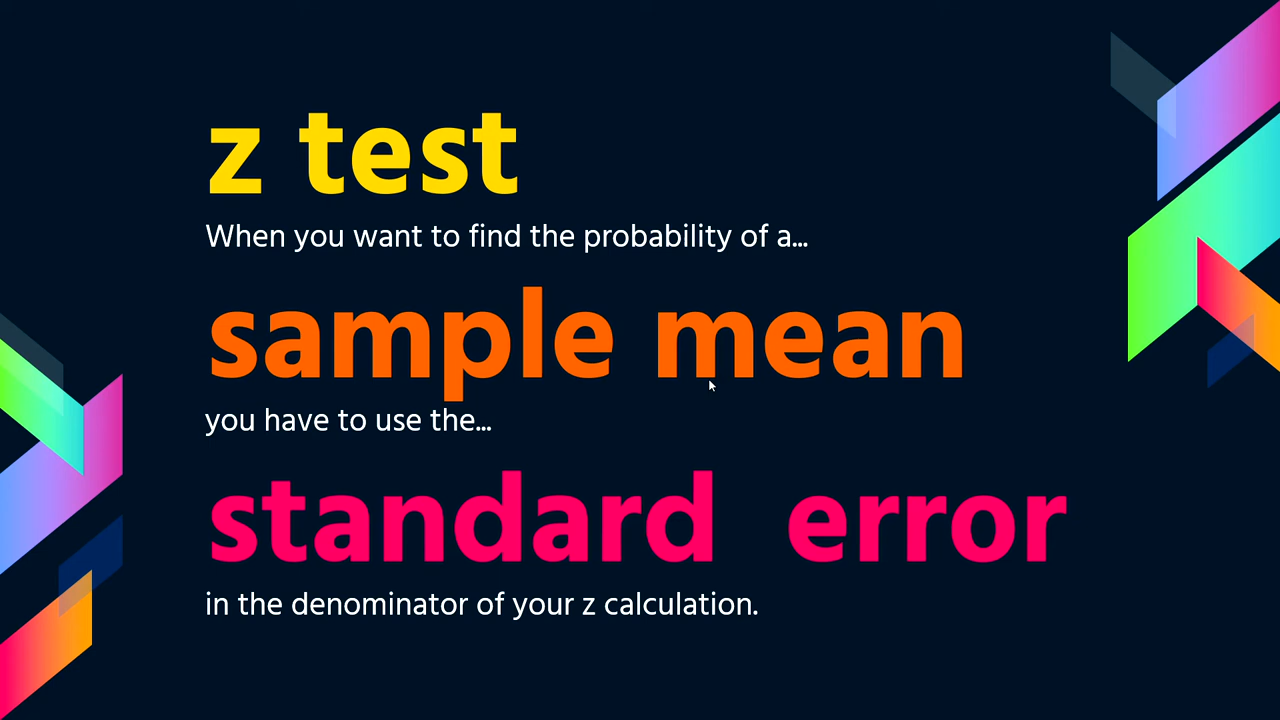 z test
When you want to find the probability of a...
sample mean
you have to use the...
standard error
in the denominator of your z calculation.